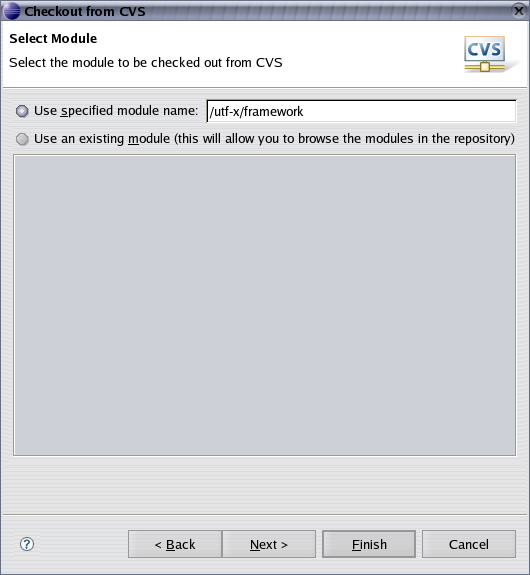 Checkout from CVS
Select Module
Select the module to be checked out from CVS
CVS
Use specified module name: /utf-x/framework
Use an existing module (this will allow you to browse the modules in the repository)
? < Back Next > Finish Cancel